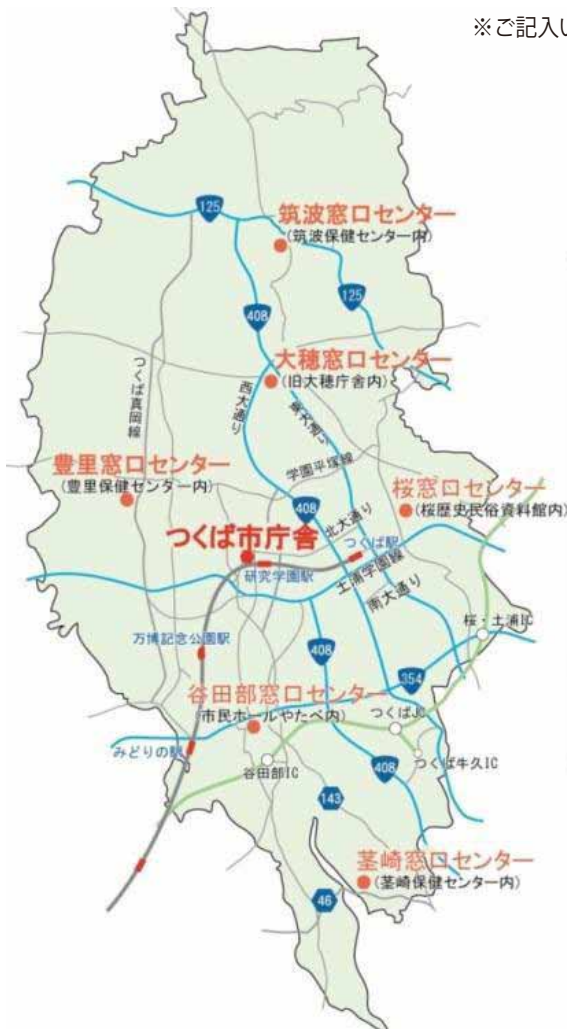 ※ご記入い
125
筑波窓口センター
(筑波保健センター内)
125
408
大穂窓口センター
(旧大穂庁舎内)
つくば真岡線
西大通り
東大通り
豊里窓口センター
(豊里保健センター内)
学園平塚線
桜窓口センター
(桜歴史民俗資料館内)
408
北大通り
つくば市庁舎
つくば駅
研究学園駅
土浦学園線
南大通り
桜・土浦IC
万博記念公園駅
408
354
谷田部窓口センター
(市民ホールやたべ内)
つくばJC
みどりの駅
谷田部IC
408
つくば牛久IC
143
茎崎窓口センター
(茎崎保健センター内)
46